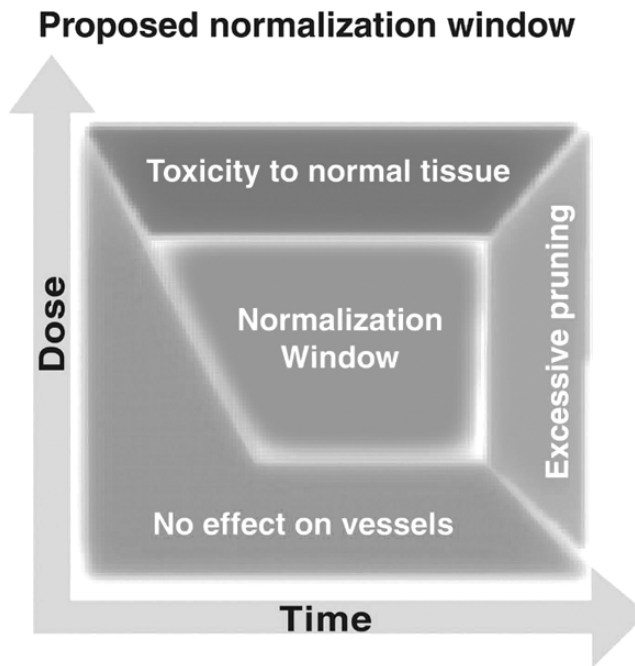 Proposed normalization window
Toxicity to normal tissue
Normalization
Window
Excessive pruning
No effect on vessels
Dose
Time